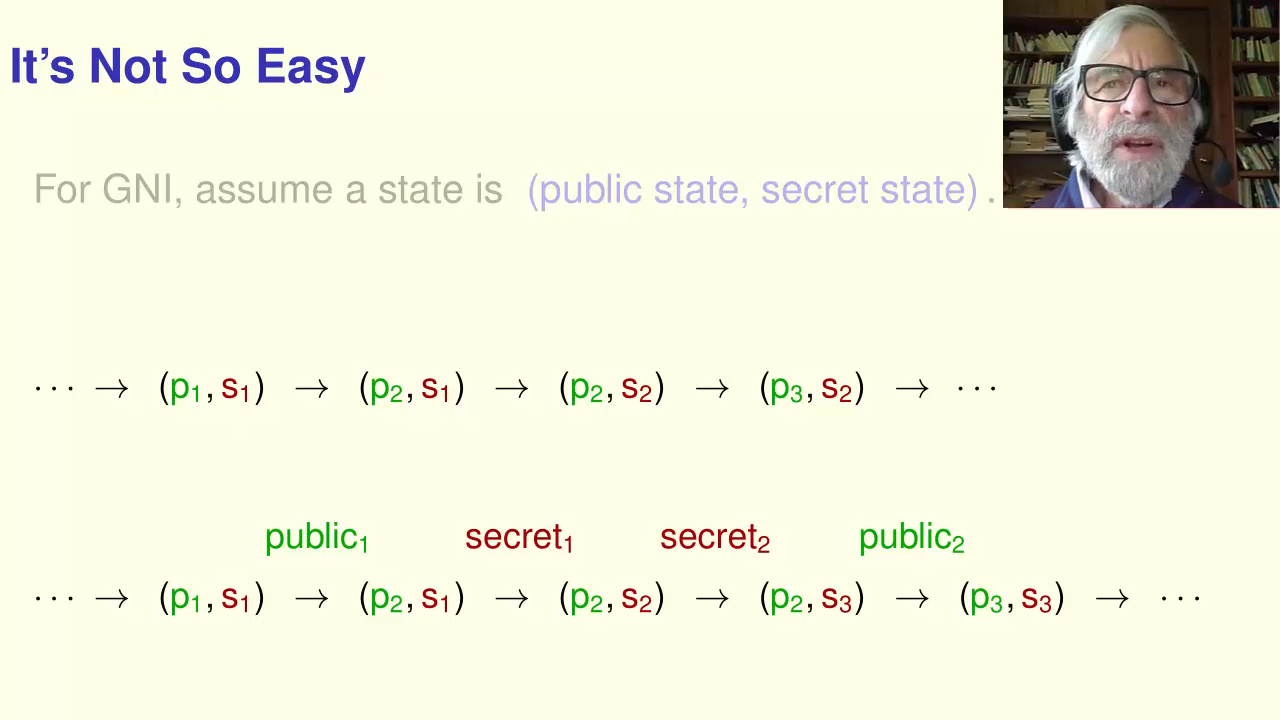 It's Not So Easy
For GNI, assume a state is (public state, secret state) .
··· → (p₁, s₁) → (p₂, s₁) → (p₂, s₂) → (p₃, s₂) → ···
public₁ secret₁ secret₂ public₂
··· → (p₁, s₁) → (p₂, s₁) → (p₂, s₂) → (p₂, s₃) → (p₃, s₃) → ···